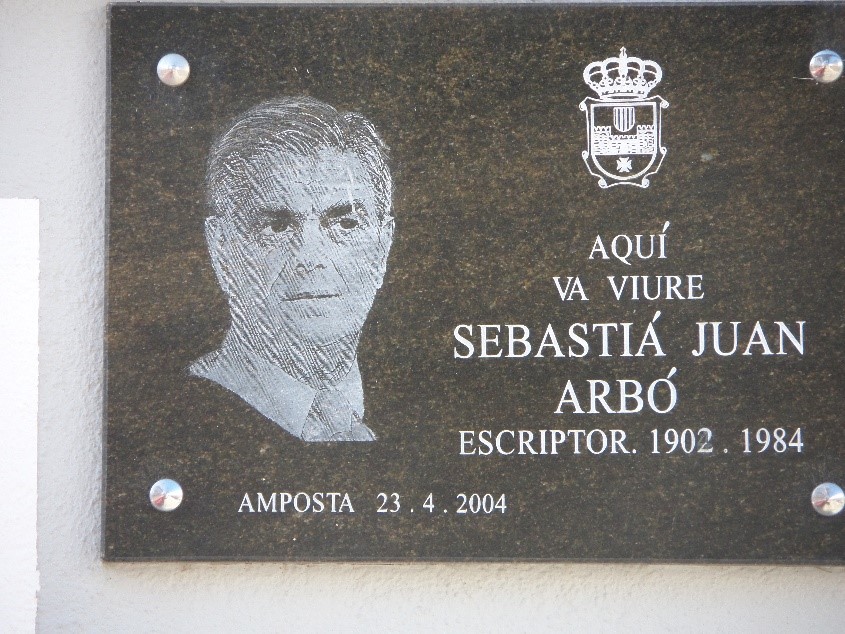 AQUÍ
VA VIURE
SEBASTIÁ JUAN
ARBÓ
ESCRIPTOR. 1902 . 1984
AMPOSTA 23 . 4 . 2004